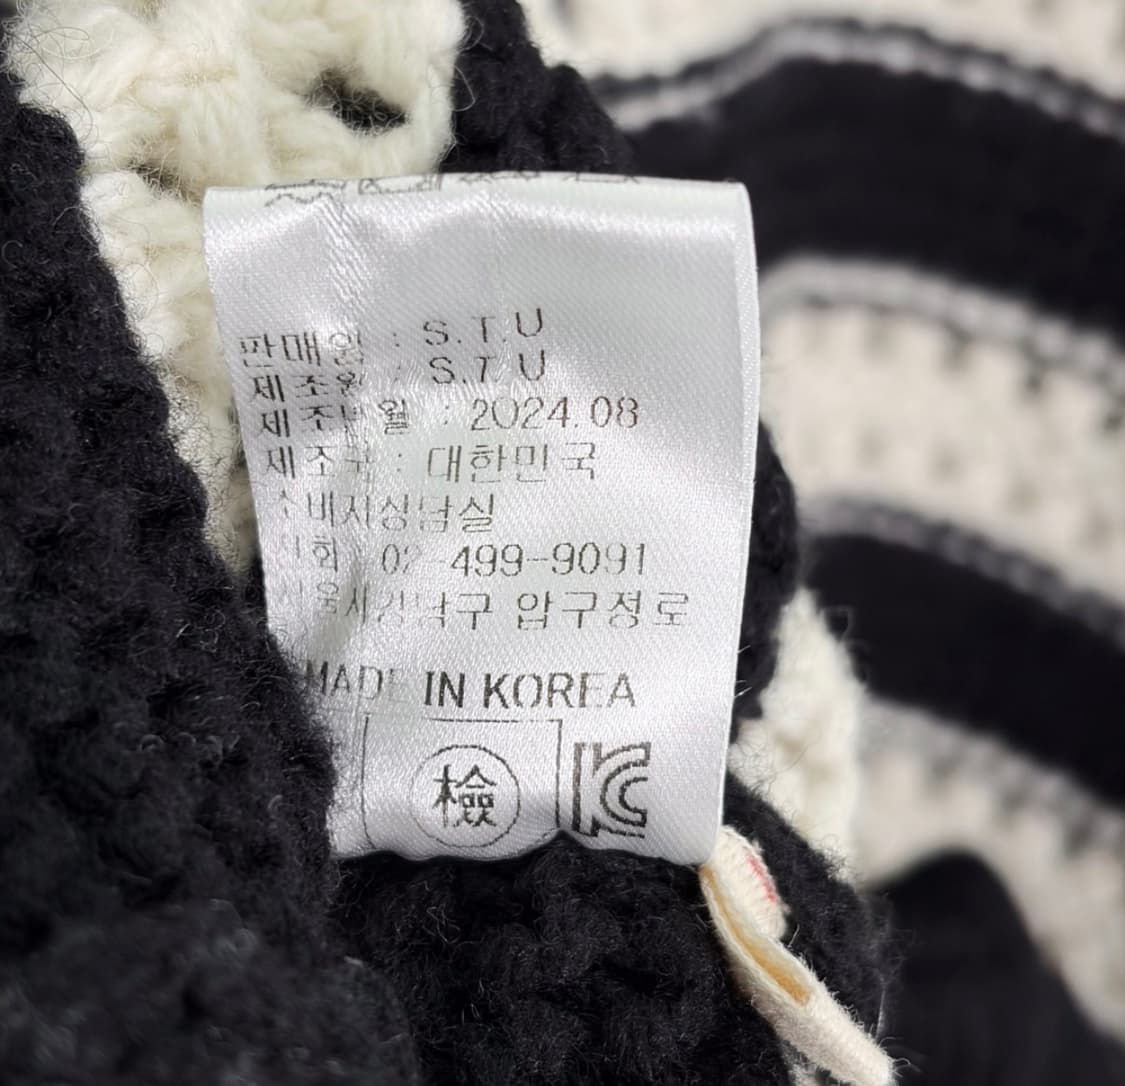 판매원 : S.T.U
제조원 : S.T.U
제조년월 : 2024.08
제조국 : 대한민국
소비자상담실
전화 02-499-9091
서울시강남구 압구정로
MADE IN KOREA
檢
KC